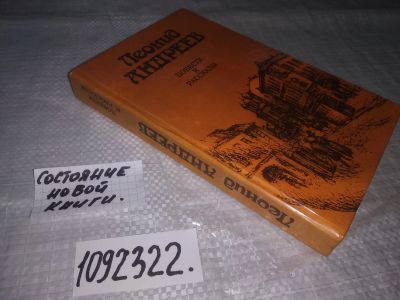 Леонид
АНДРЕЕВ
ПОВЕСТИ
И
РАССКАЗЫ
Леонид АНДРЕЕВ
СОСТОЯНИЕ
НОВОЙ
КНИГИ.
1092322.